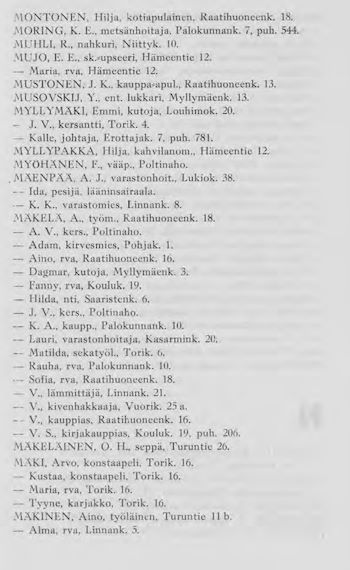 MONTONEN, Hilja, kotiapulainen, Raatihuoneenk. 18.
MORING, K. E., metsänhoitaja, Palokunnank. 7, puh. 544.
MUHLI, R., nahkuri, Niittyk. 10.
MUJO, E. E., sk.-upseeri, Hämeentie 12.
— Maria, rva, Hämeentie 12.
MUSTONEN, J. K., kauppa-apul., Raatihuoneenk. 13.
MUSOVSKIJ, Y., ent. lukkari, Myllymäenk. 13.
MYLLYMÄKI, Emmi, kutoja, Louhimok. 20.
— J. V., kersantti, Torik. 4.
— Kalle, johtaja, Erottajak. 7, puh. 781.
MYLLYPAKKA, Hilja, kahvilanom., Hämeentie 12.
MYÖHÄNEN, F., vääp., Poltinaho.
MÄENPÄÄ, A. J., varastonhoit., Lukiok. 38.
— Ida, pesijä, lääninsairaala.
— K. K., varastomies, Linnank. 8.
MÄKELÄ, A., työm., Raatihuoneenk. 18.
— A. V., kers., Poltinaho.
— Adam, kirvesmies, Pohjak. 1.
— Aino, rva, Raatihuoneenk. 16.
— Dagmar, kutoja, Myllymäenk. 3.
— Fanny, rva, Kouluk. 19.
— Hilda, nti, Saaristenk. 6.
— J. V., kers., Poltinaho.
— K. A., kaupp., Palokunnank. 10.
— Lauri, varastonhoitaja, Kasarmink. 20.
— Matilda, sekatyöl., Torik. 6.
— Rauha, rva, Palokunnank. 10.
— Sofia, rva, Raatihuoneenk. 18.
— V., lämmittäjä, Linnank. 21.
— V., kivenhakkaaja, Vuorik. 25 a.
— V., kauppias, Raatihuoneenk. 16.
— V. S., kirjakauppias, Kouluk. 19, puh. 206.
MÄKELÄINEN, O. H., seppä, Turuntie 26.
MÄKI, Arvo, konstaapeli, Torik. 16.
— Kustaa, konstaapeli, Torik. 16.
— Maria, rva, Torik. 16.
— Tyyne, karjakko, Torik. 16.
MÄKINEN, Aino, työläinen, Turuntie 11 b.
— Alma, rva, Linnank. 5.